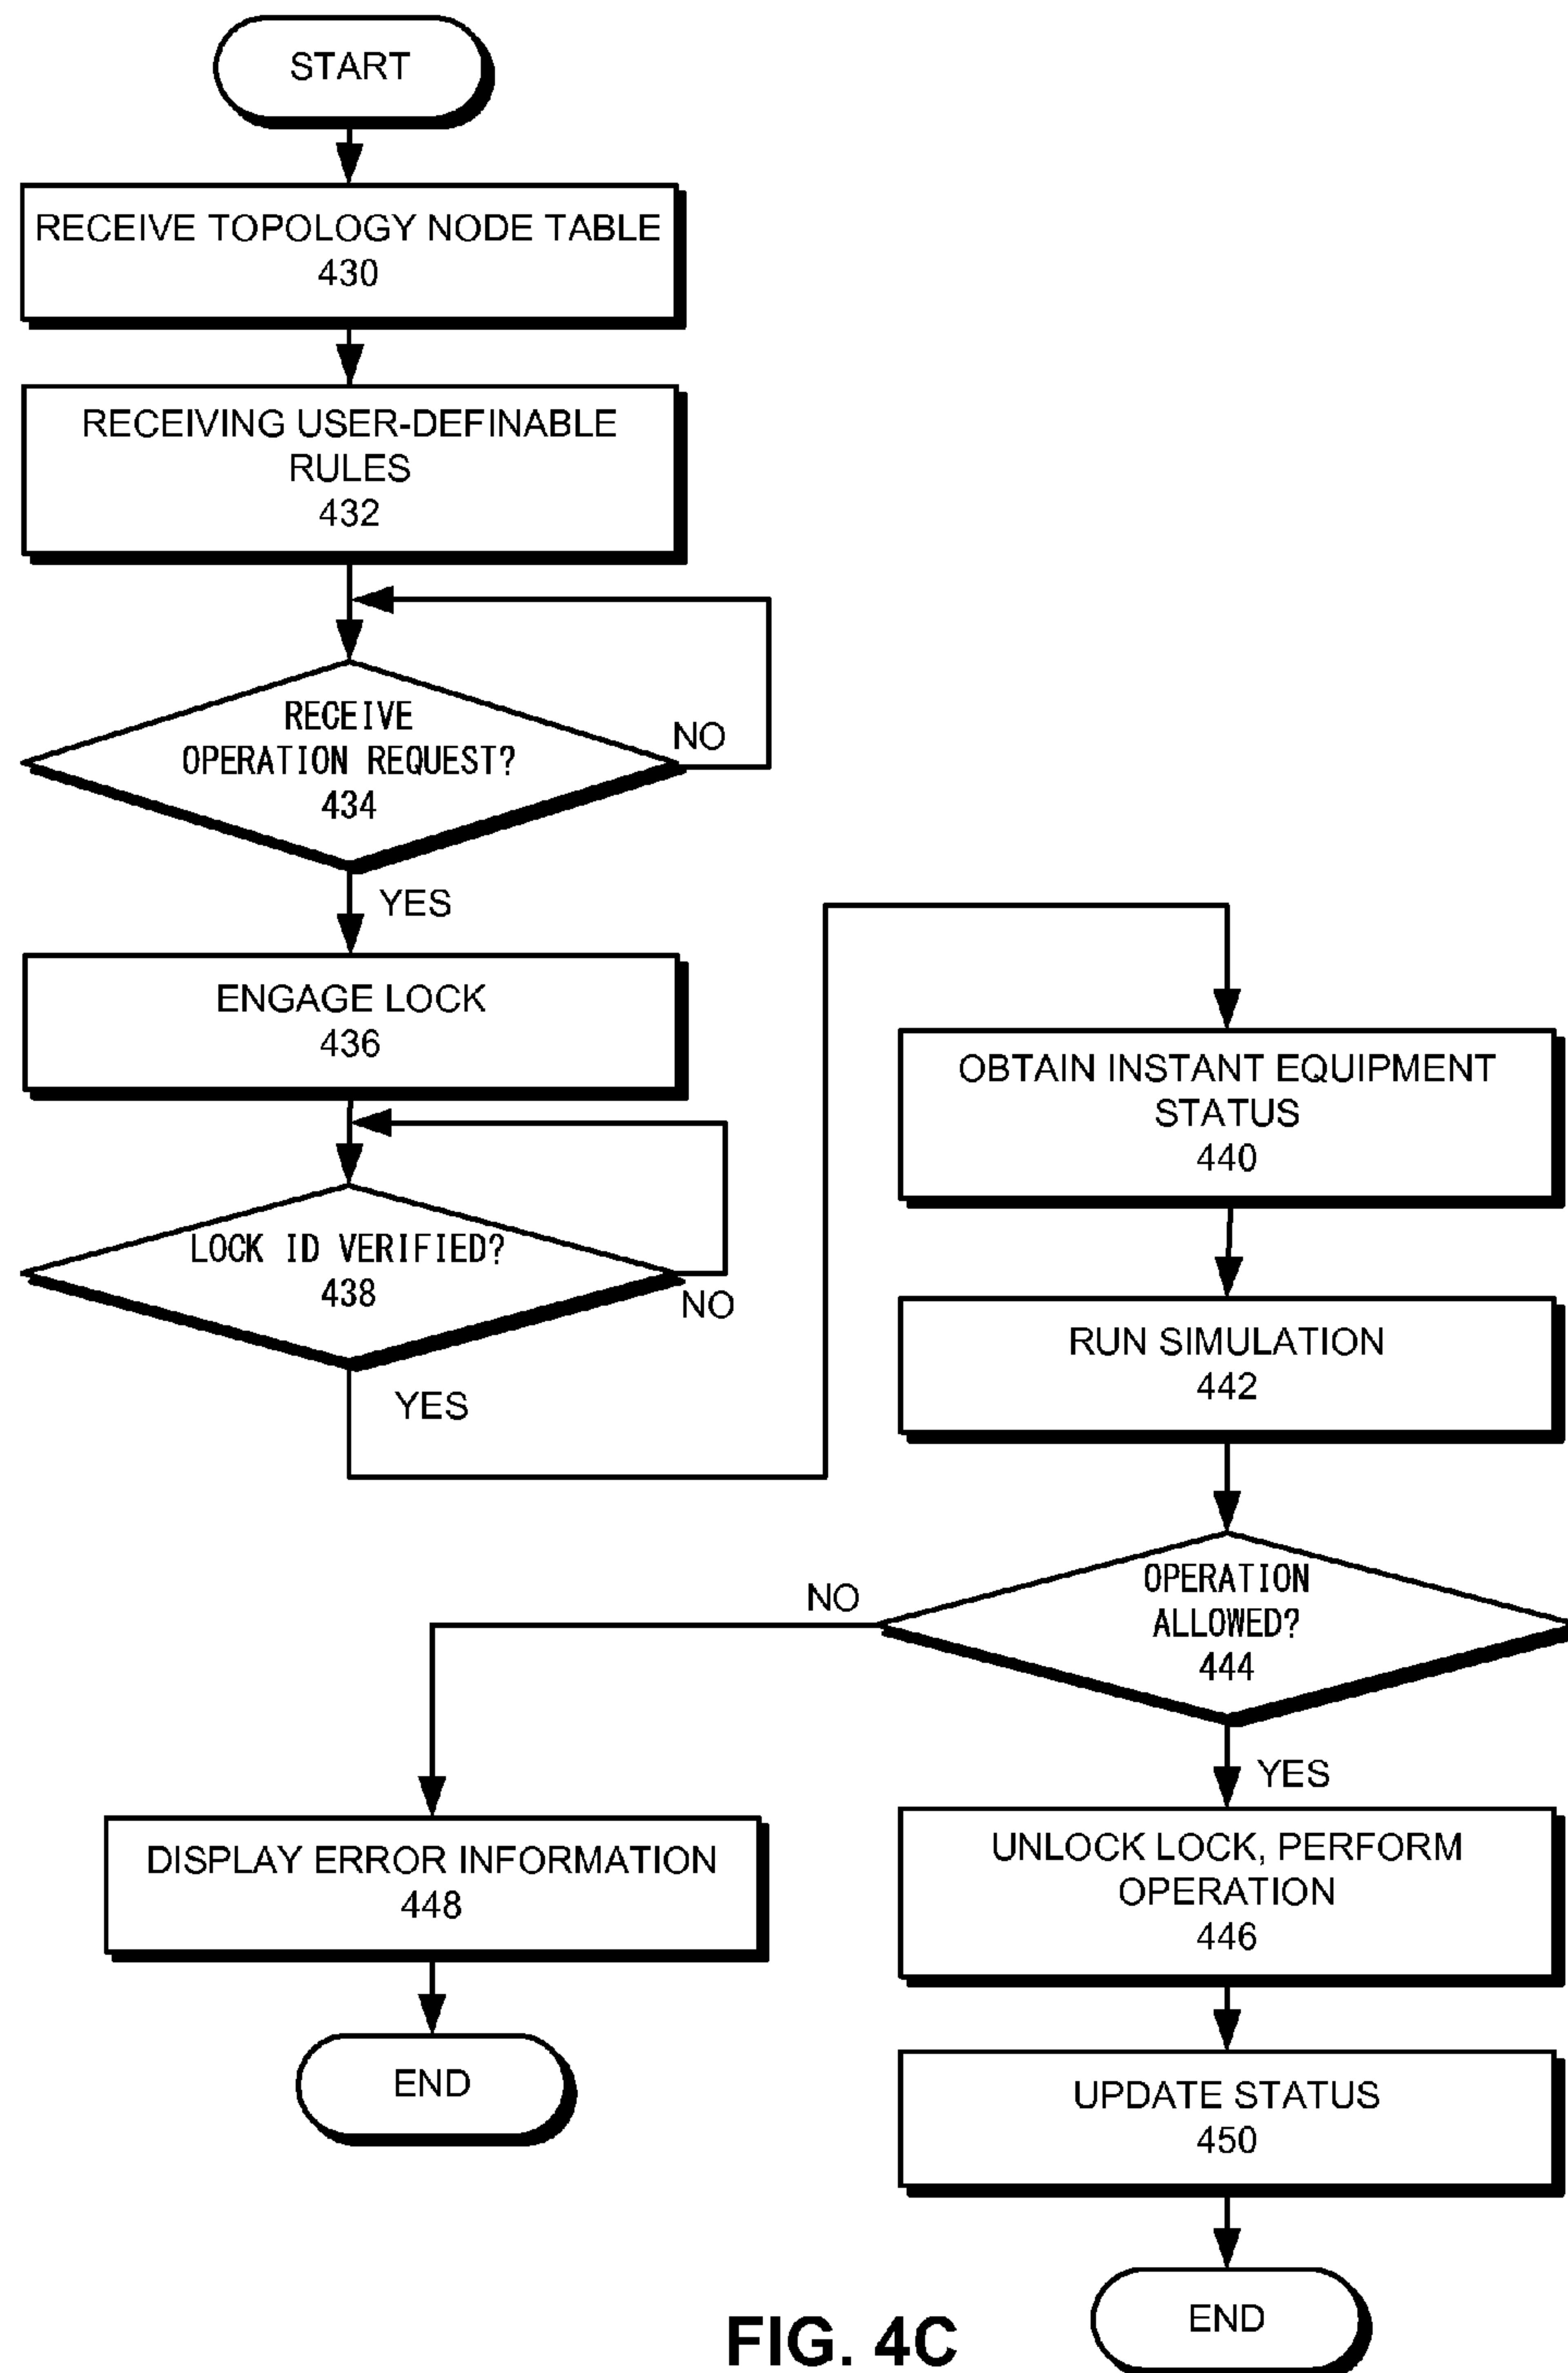 START
RECEIVE TOPOLOGY NODE TABLE
430
RECEIVING USER-DEFINABLE
RULES
432
RECEIVE
OPERATION REQUEST?
434
NO
YES
ENGAGE LOCK
436
LOCK ID VERIFIED?
438
NO
YES
OBTAIN INSTANT EQUIPMENT
STATUS
440
RUN SIMULATION
442
OPERATION
ALLOWED?
444
NO
YES
DISPLAY ERROR INFORMATION
448
END
UNLOCK LOCK, PERFORM
OPERATION
446
UPDATE STATUS
450
END
FIG. 4C